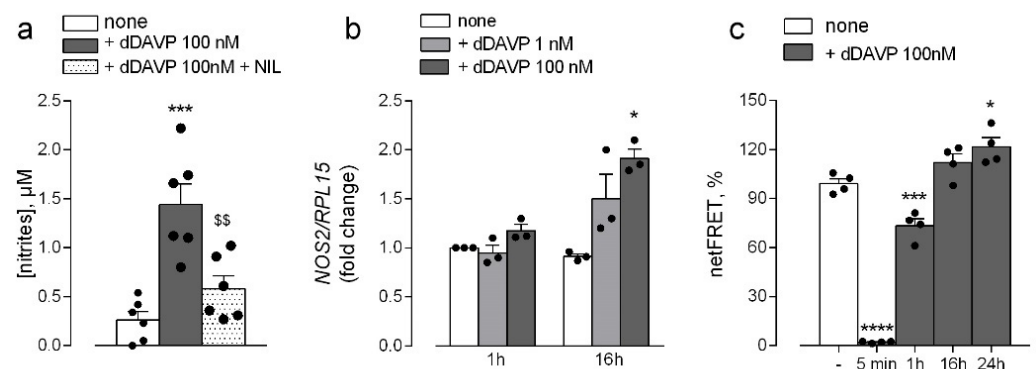 a
none
+ dDAVP 100 nM
+ dDAVP 100nM + NIL
[nitrites], µM
2.5
2.0
1.5
1.0
0.5
0.0
***
$$
b
none
+ dDAVP 1 nM
+ dDAVP 100 nM
NOS2/RPL15
(fold change)
2.5
2.0
1.5
1.0
0.5
0.0
*
1h
16h
c
none
+ dDAVP 100nM
netFRET, %
150
120
90
60
30
0
****
***
*
-
5 min
1h
16h
24h